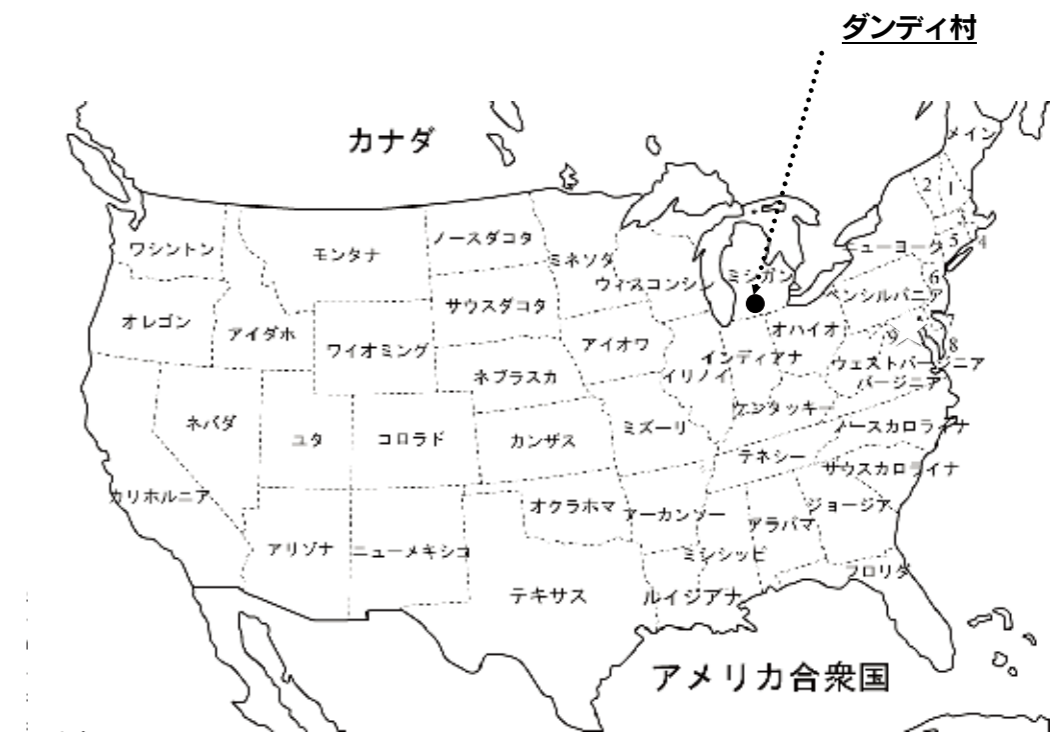 ダンディ村
カナダ
メイン
2
1
ワシントン
モンタナ
ノースダコタ
ミネソダ
ニューヨーク
5
4
ウィスコンシン
ミシガン
6
ペンシルバニア
オレゴン
アイダホ
サウスダコタ
ワイオミング
アイオワ
オハイオ
7
9
8
インディアナ
イリノイ
ウェストバージニア
バージニア
ネブラスカ
ネバダ
ユタ
コロラド
カンザス
ミズーリ
ケンタッキー
ノースカロライナ
テネシー
サウスカロライナ
カリホルニア
オクラホマ
アーカンソー
アラバマ
ジョージア
アリゾナ
ニューメキシコ
ミシシッピ
フロリダ
テキサス
ルイジアナ
アメリカ合衆国